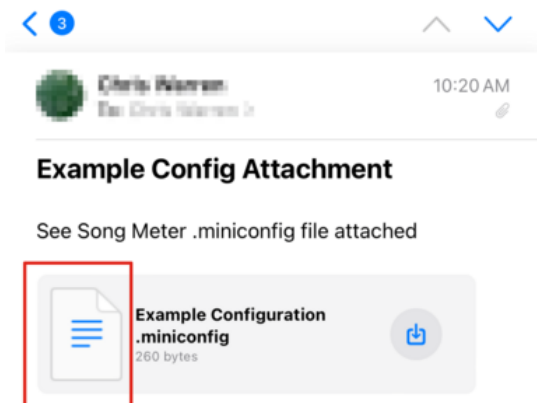 3
10:20 AM
Example Config Attachment
See Song Meter .miniconfig file attached
Example Configuration
.miniconfig
260 bytes